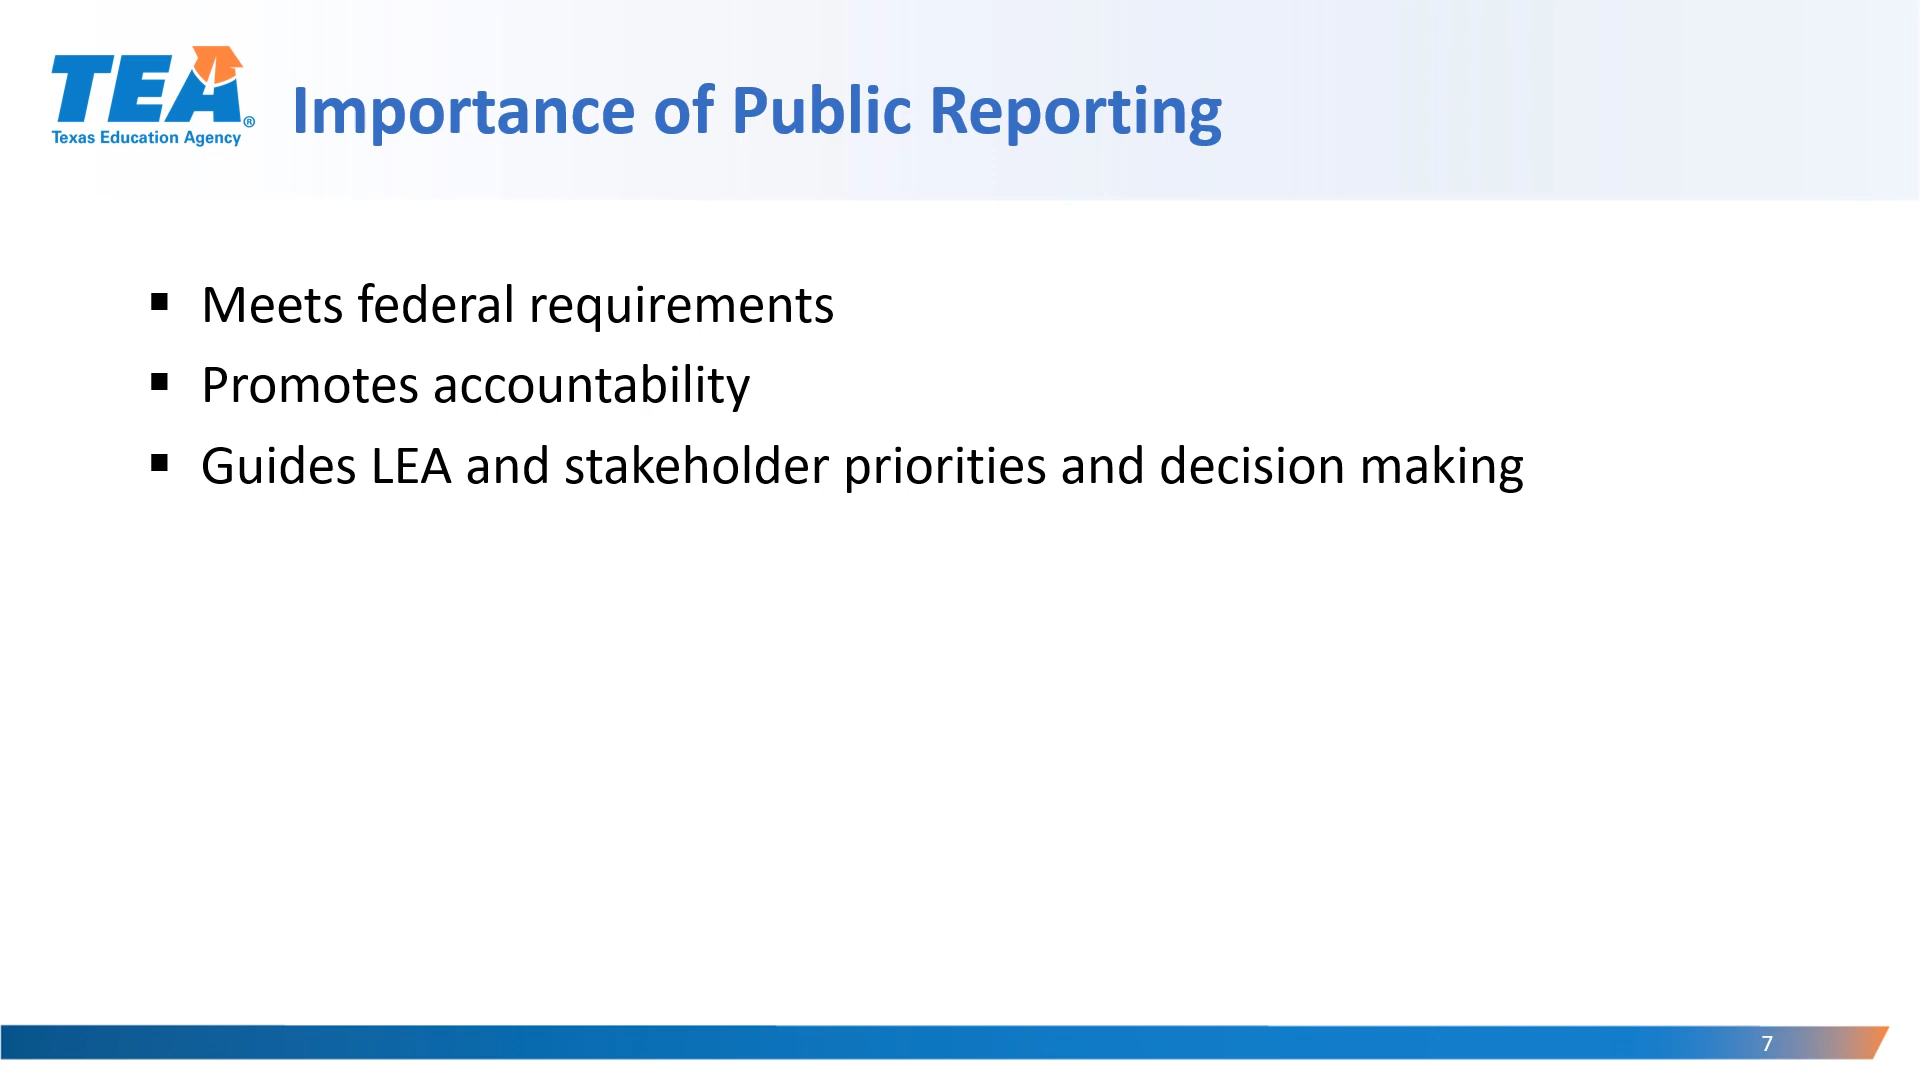 TEA®
Texas Education Agency
Importance of Public Reporting
▪ Meets federal requirements
▪ Promotes accountability
▪ Guides LEA and stakeholder priorities and decision making
7